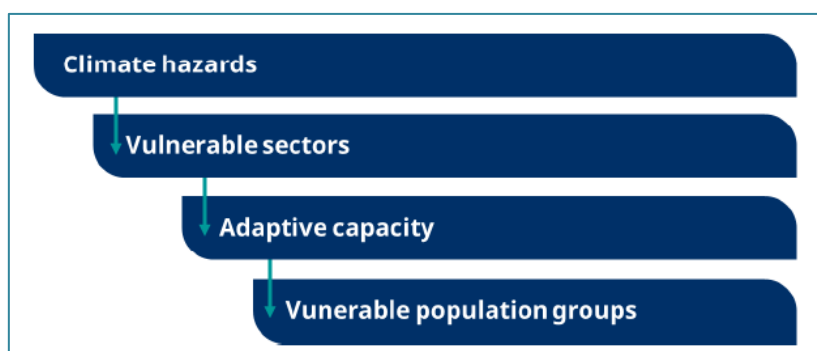 Climate hazards
Vulnerable sectors
Adaptive capacity
Vunerable population groups